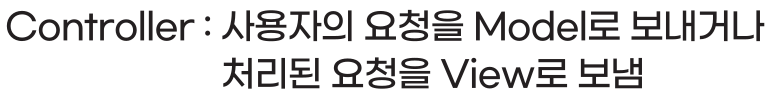 Controller : 사용자의 요청을 Model로 보내거나
처리된 요청을 View로 보냄